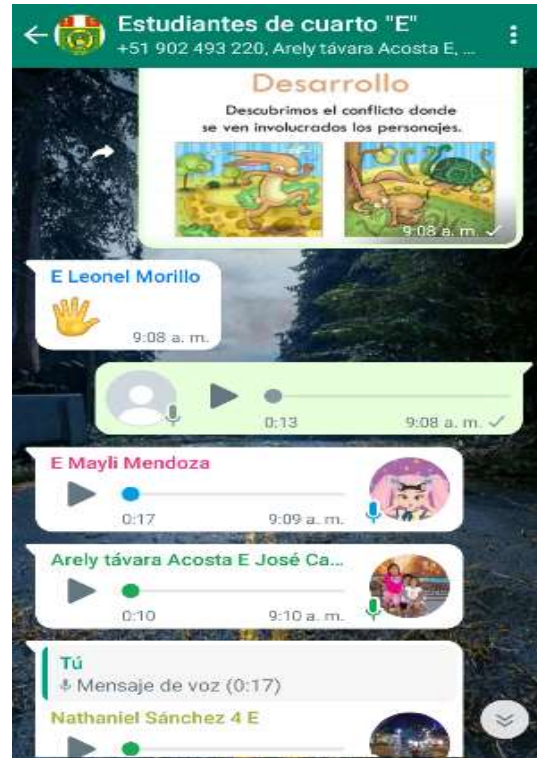 Estudiantes de cuarto "E"
+51 902 493 220, Arely távara Acosta E, ...
Desarrollo
Descubrimos el conflicto donde
se ven involucrados los personajes.
9:08 a. m.
E Leonel Morillo
9:08 a. m.
0:13 9:08 a. m.
E Mayli Mendoza
0:17 9:09 a. m.
Arely távara Acosta E José Ca...
0:10 9:10 a. m.
Tú
Mensaje de voz (0:17)
Nathaniel Sánchez 4 E